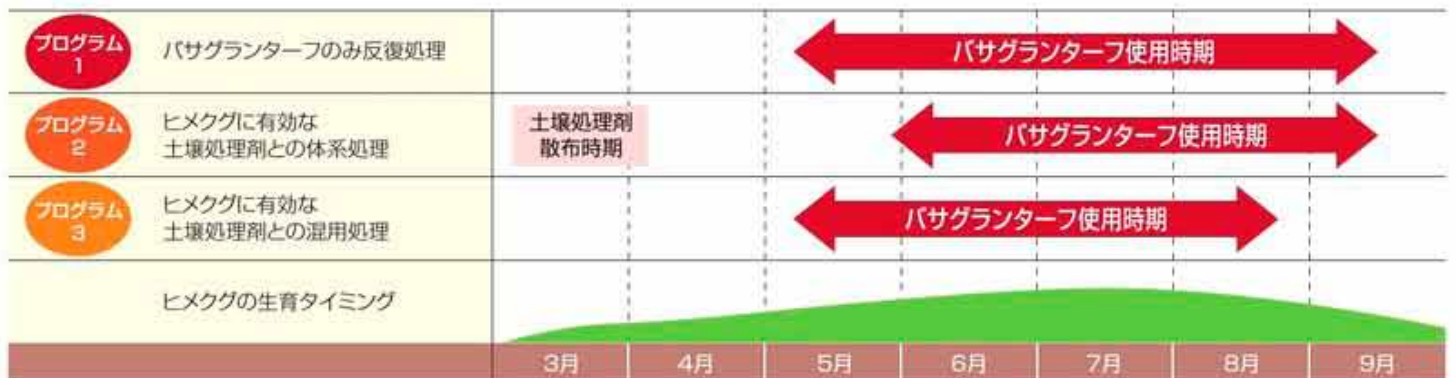 プログラム
1
バサグランターフのみ反復処理
バサグランターフ使用時期
プログラム
2
ヒメクグに有効な
土壌処理剤との体系処理
土壌処理剤
散布時期
バサグランターフ使用時期
プログラム
3
ヒメクグに有効な
土壌処理剤との混用処理
バサグランターフ使用時期
ヒメクグの生育タイミング
3月 4月 5月 6月 7月 8月 9月